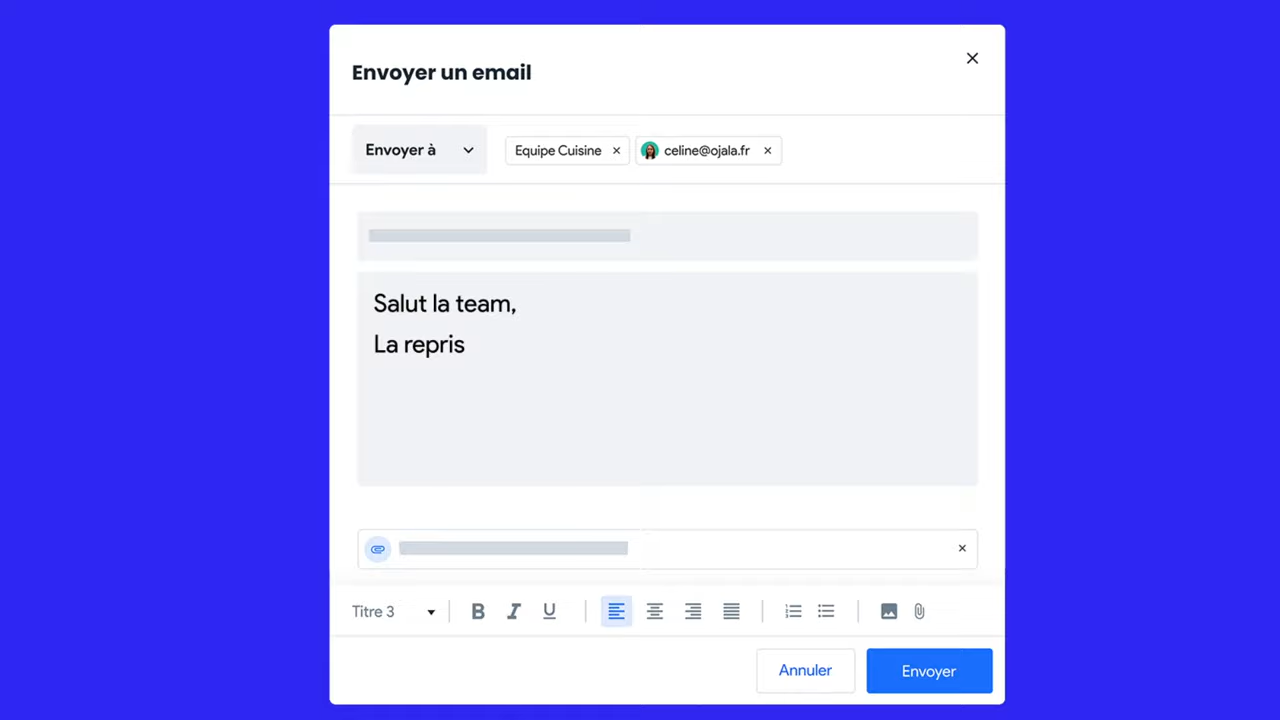 Envoyer un email
Envoyer à
Equipe Cuisine
celine@ojala.fr
Salut la team,
La repris
Titre 3
B I U
Annuler
Envoyer